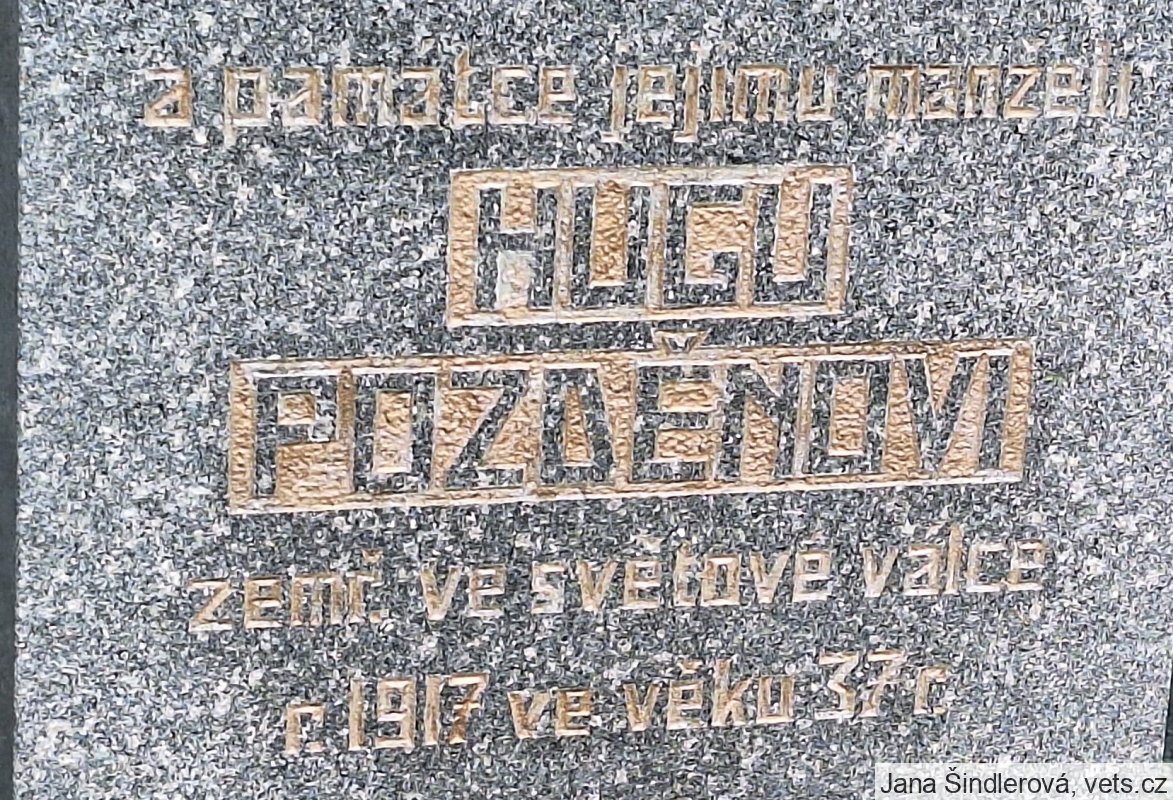 a památce jejímu manželi
HUGO
POZDĚNOVI
zemř. ve světové válce
r. 1917 ve věku 37 r.
Jana Šindlerová, vets.cz